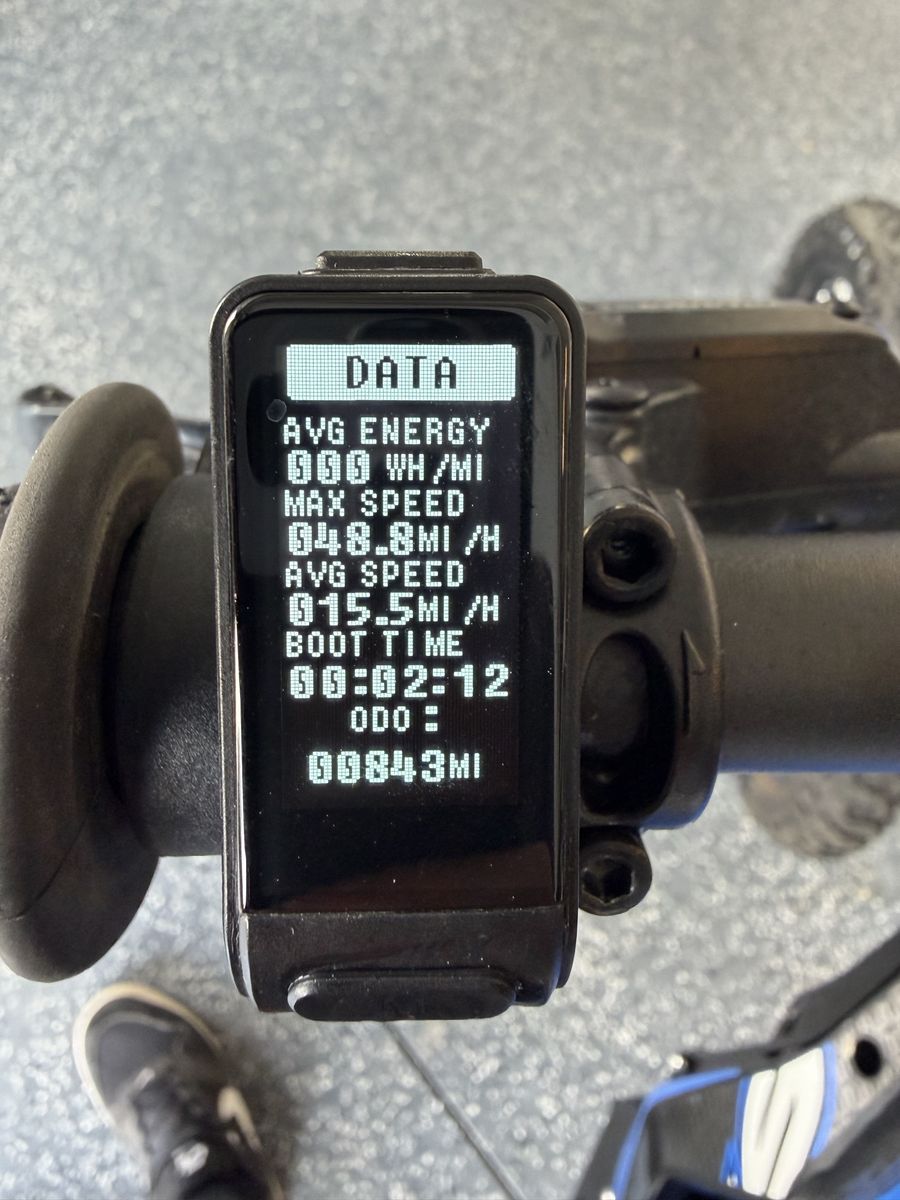 DATA
AVG ENERGY
000 WH/MI
MAX SPEED
048.8MI/H
AVG SPEED
015.5MI/H
BOOT TIME
00:02:12
ODO:
00843MI